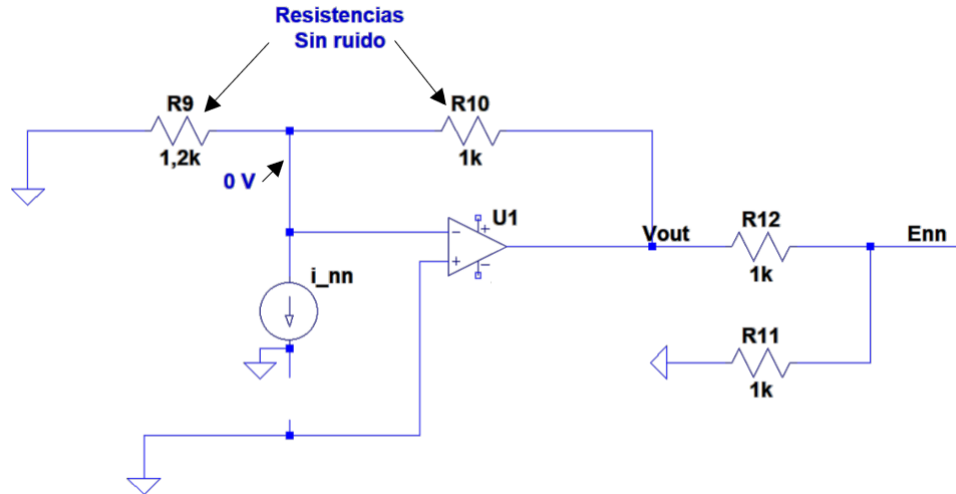 Resistencias
Sin ruido
R9
1,2k
R10
1k
0 V
U1
-
+
+
-
i_nn
Vout
R12
1k
Enn
R11
1k